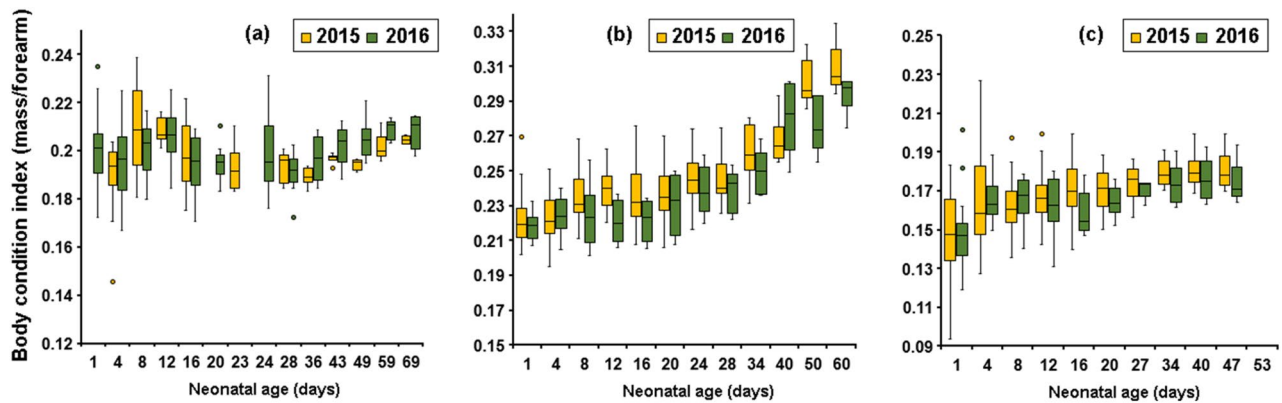 Body condition index (mass/forearm)
(a)
2015 2016
0.24
0.22
0.2
0.18
0.16
0.14
0.12
1 4 8 12 16 20 23 24 28 36 43 49 59 69
Neonatal age (days)
(b)
2015 2016
0.33
0.31
0.29
0.27
0.25
0.23
0.21
0.19
0.17
0.15
1 4 8 12 16 20 24 28 34 40 50 60
Neonatal age (days)
(c)
2015 2016
0.25
0.23
0.21
0.19
0.17
0.15
0.13
0.11
0.09
1 4 8 12 16 20 27 34 40 47 53
Neonatal age (days)